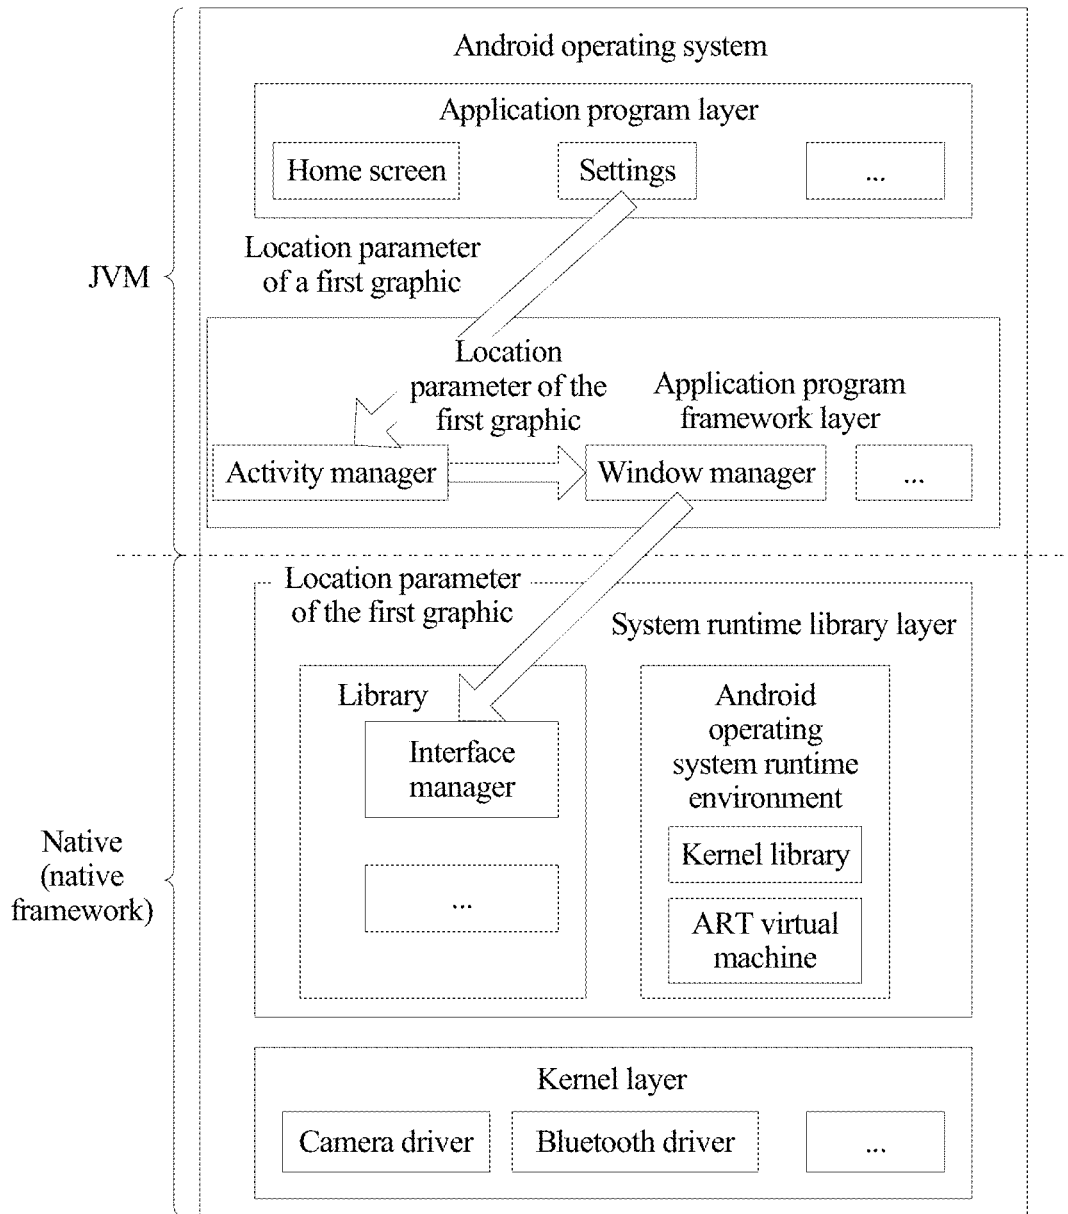 Android operating system
Application program layer
Home screen
Settings
...
Location parameter
of a first graphic
JVM
Location
parameter of the
first graphic
Application program
framework layer
Activity manager
Window manager
...
Location parameter
of the first graphic
System runtime library layer
Library
Interface
manager
...
Android
operating
system runtime
environment
Kernel library
ART virtual
machine
Native
(native
framework)
Kernel layer
Camera driver
Bluetooth driver
...